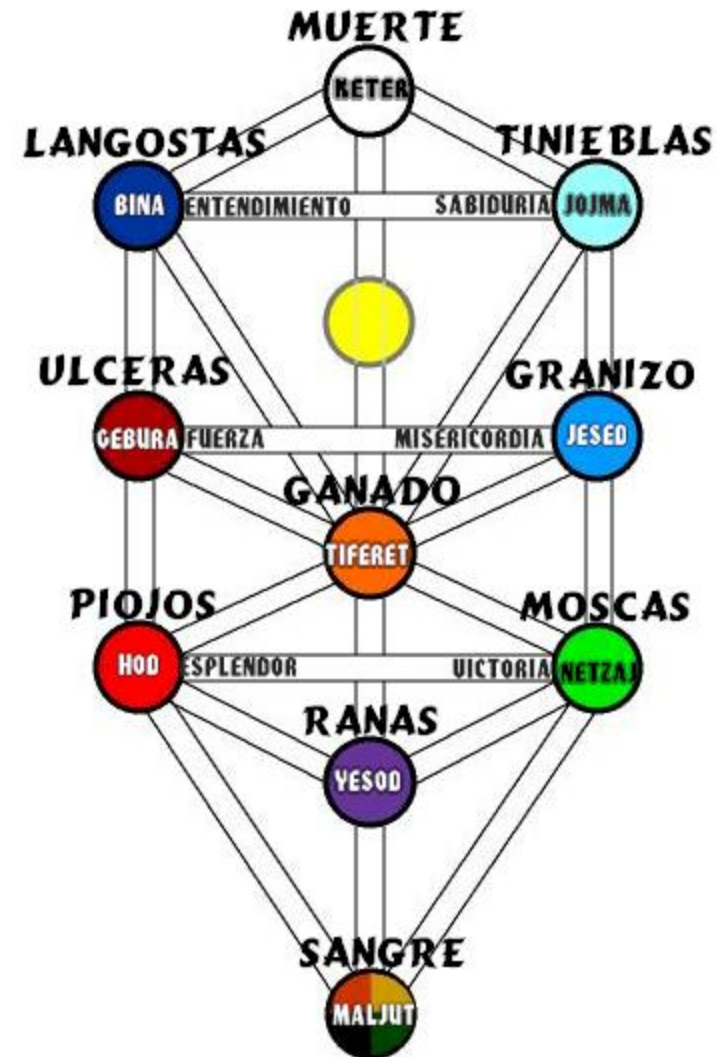 MUERTE
KETER
LANGOSTAS
TINIEBLAS
BINA
ENTENDIMIENTO
SABIDURIA
JOJMA
ULCERAS
GRANIZO
GEBURA
FUERZA
MISERICORDIA
JESED
GANADO
TIFERET
PIOJOS
MOSCAS
HOD
ESPLENDOR
VICTORIA
NETZAJ
RANAS
YESOD
SANGRE
MALJUT